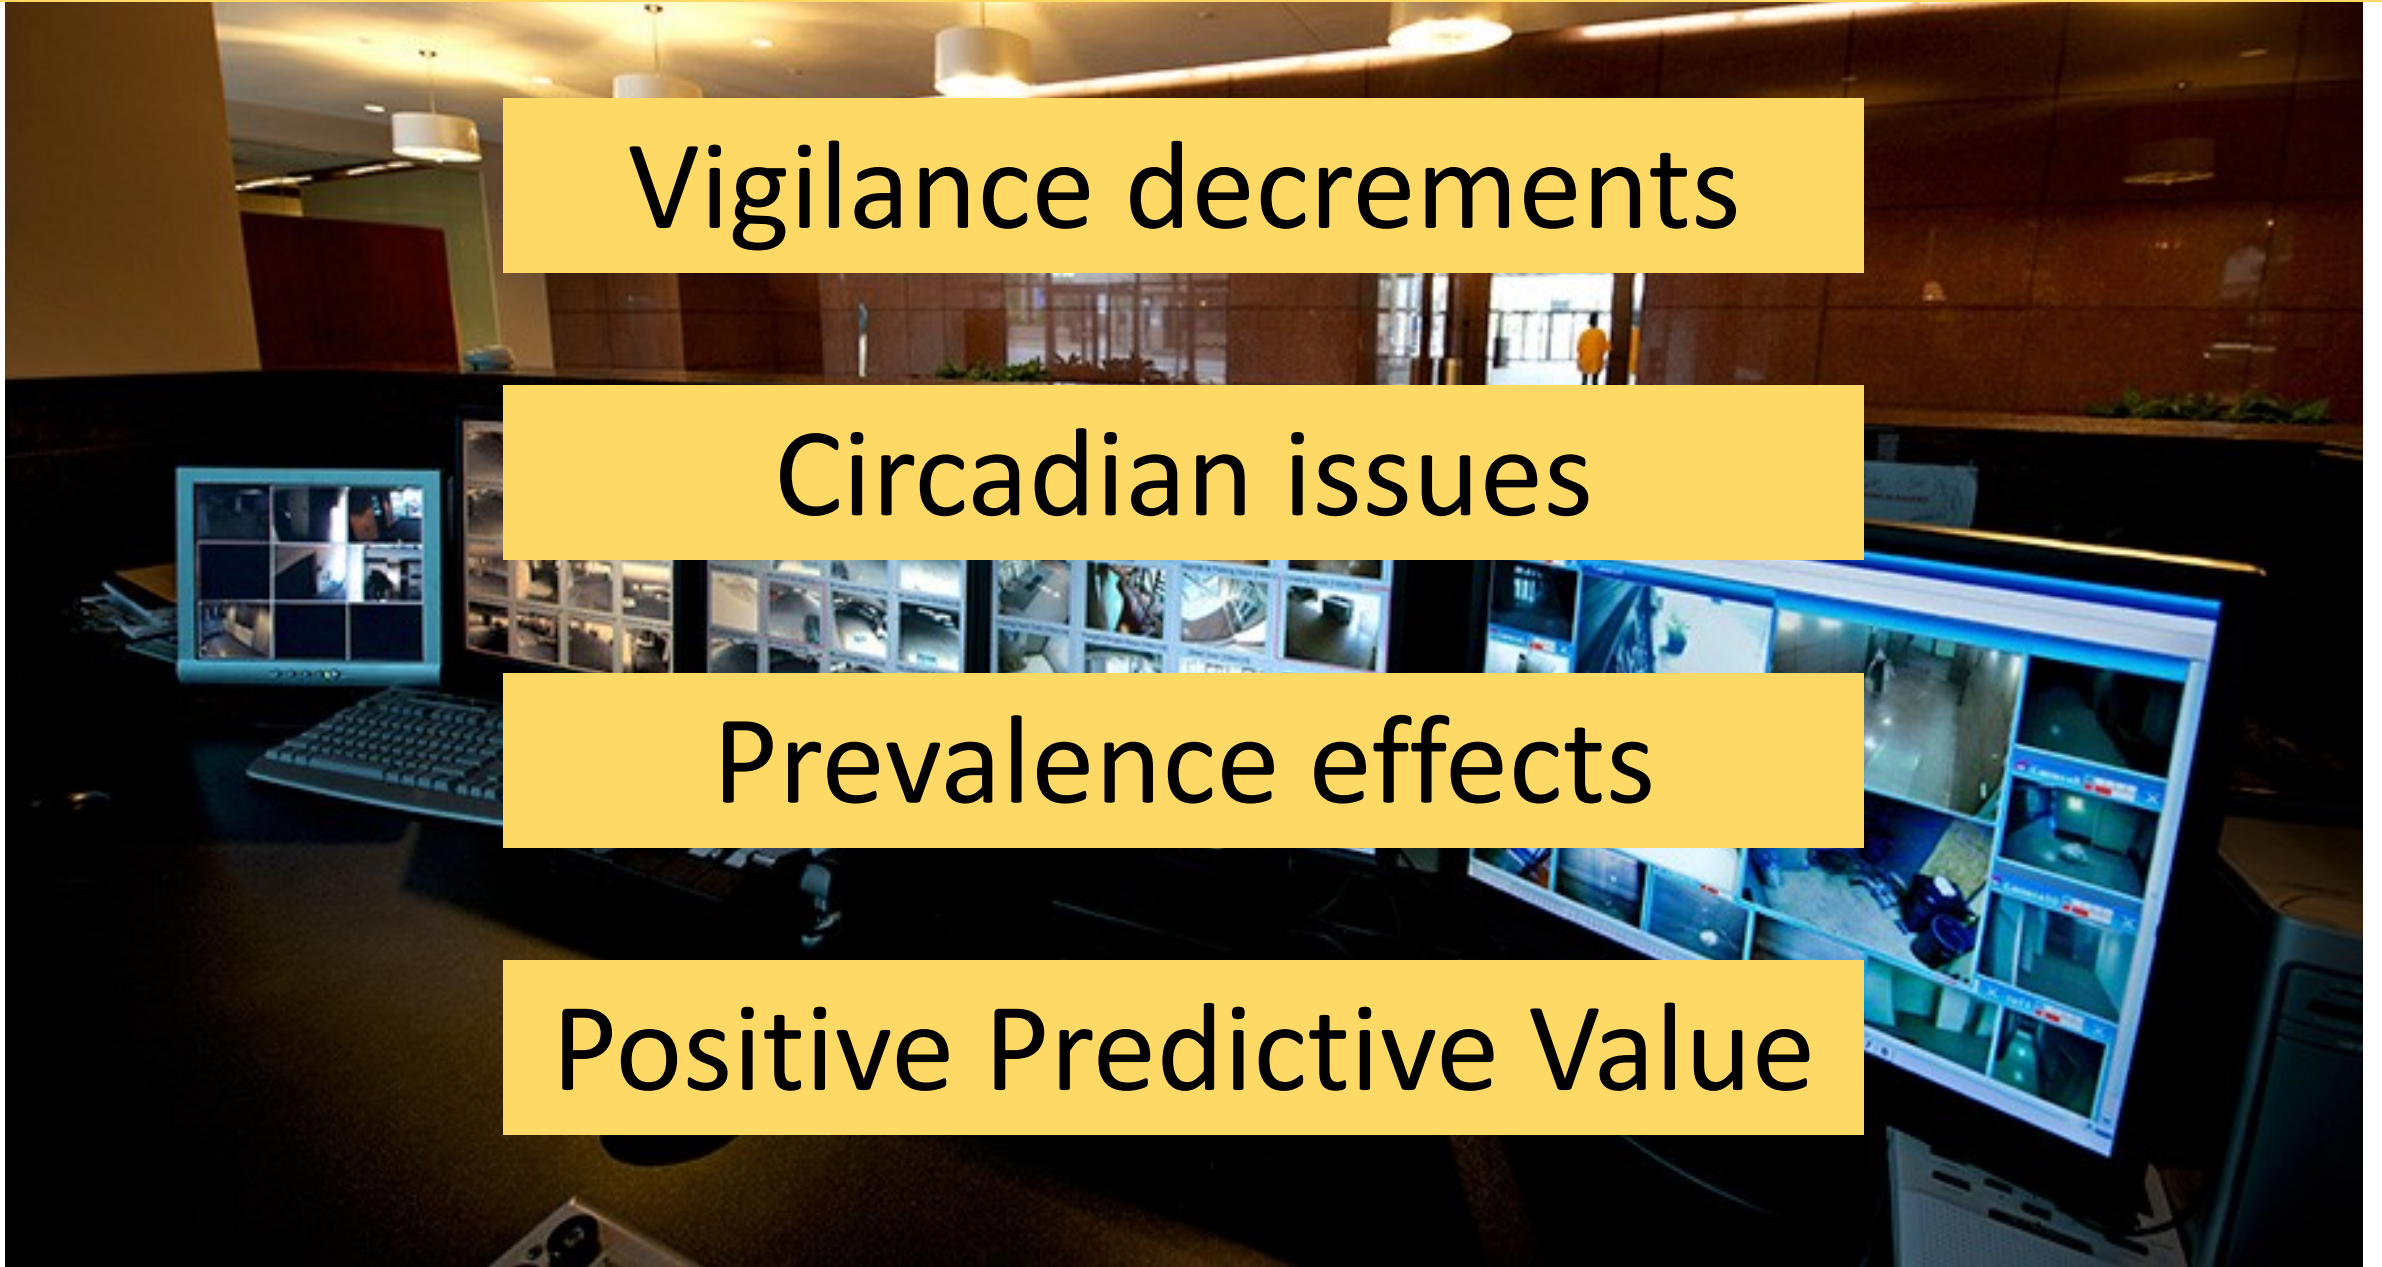 Vigilance decrements
Circadian issues
Prevalence effects
Positive Predictive Value